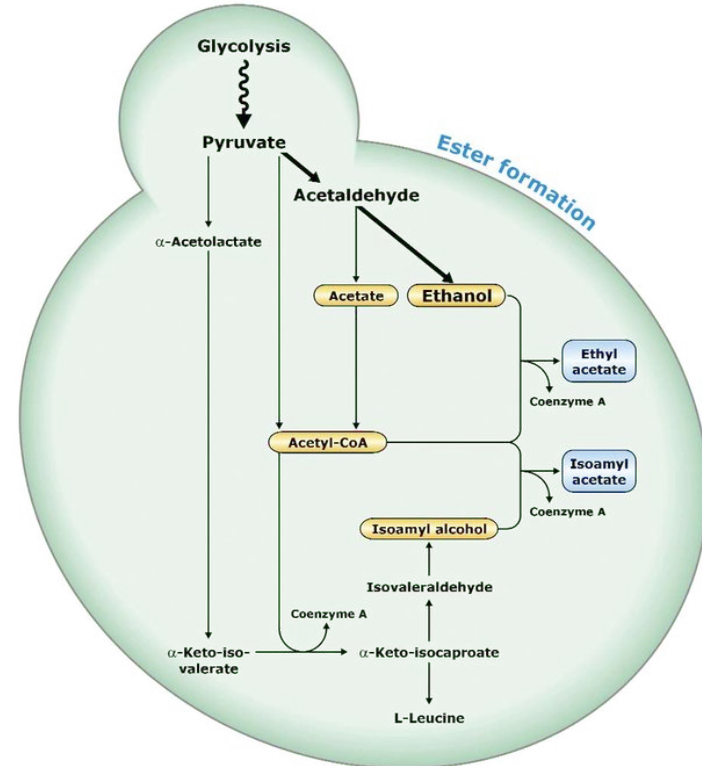 Glycolysis
Pyruvate
Ester formation
Acetaldehyde
α-Acetolactate
Acetate
Ethanol
Ethyl
acetate
Coenzyme A
Acetyl-CoA
Isoamyl
acetate
Coenzyme A
Isoamyl alcohol
Isovaleraldehyde
Coenzyme A
α-Keto-iso-
valerate
α-Keto-isocaproate
L-Leucine